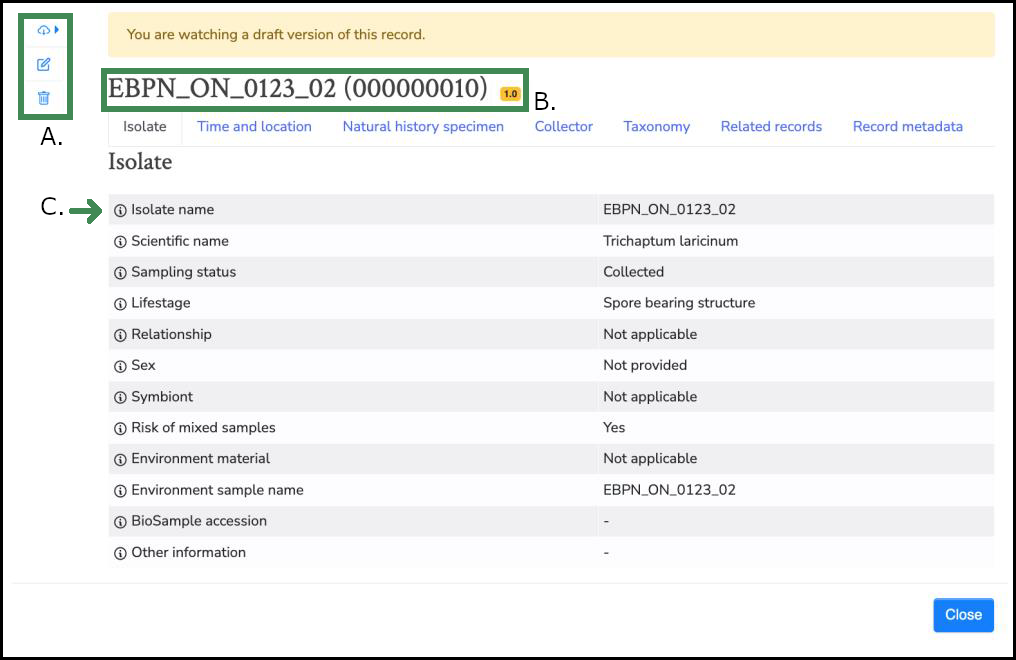 You are watching a draft version of this record.
EBPN_ON_0123_02 (000000010) 1.0
B.
A.
Isolate Time and location Natural history specimen Collector Taxonomy Related records Record metadata
Isolate
C.
Isolate name EBPN_ON_0123_02
Scientific name Trichaptum laricinum
Sampling status Collected
Lifestage Spore bearing structure
Relationship Not applicable
Sex Not provided
Symbiont Not applicable
Risk of mixed samples Yes
Environment material Not applicable
Environment sample name EBPN_ON_0123_02
BioSample accession -
Other information -
Close